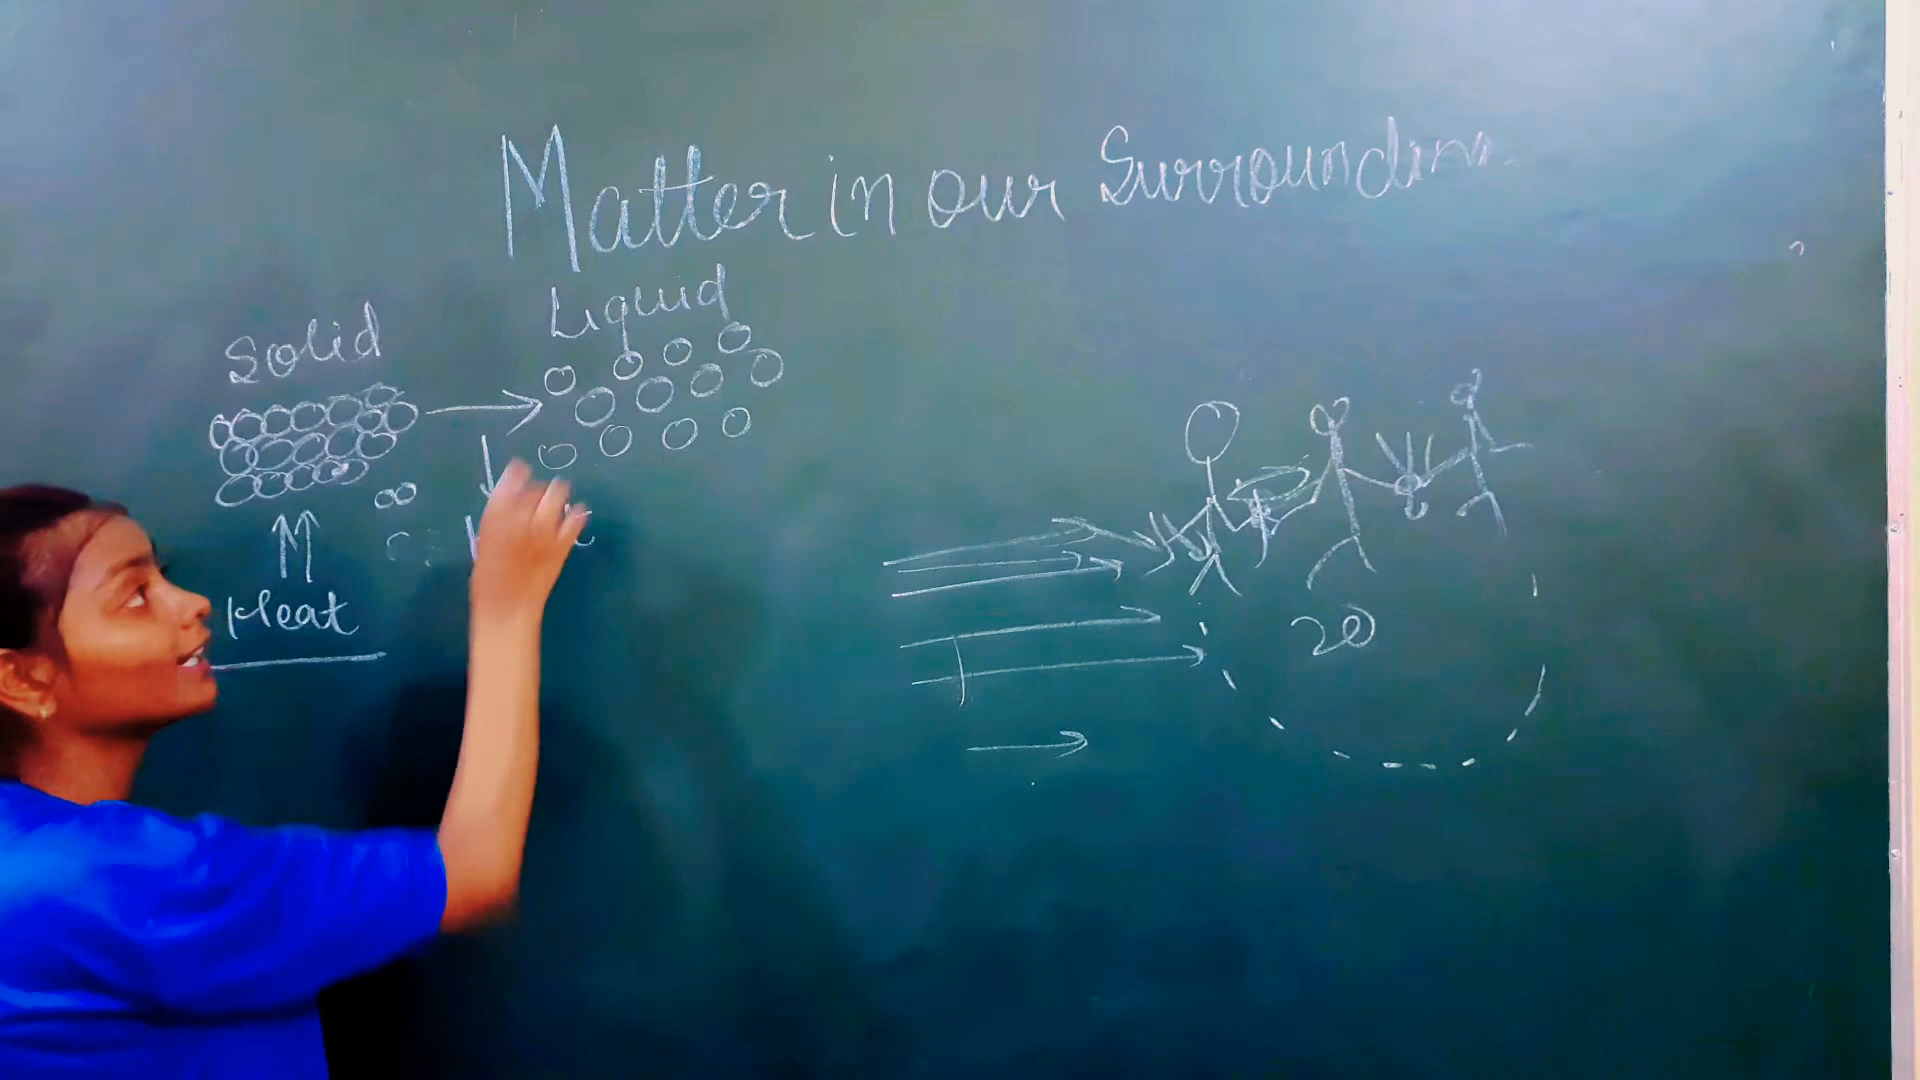 Matter in our Surroundin
Liquid
Solid
Heat
20